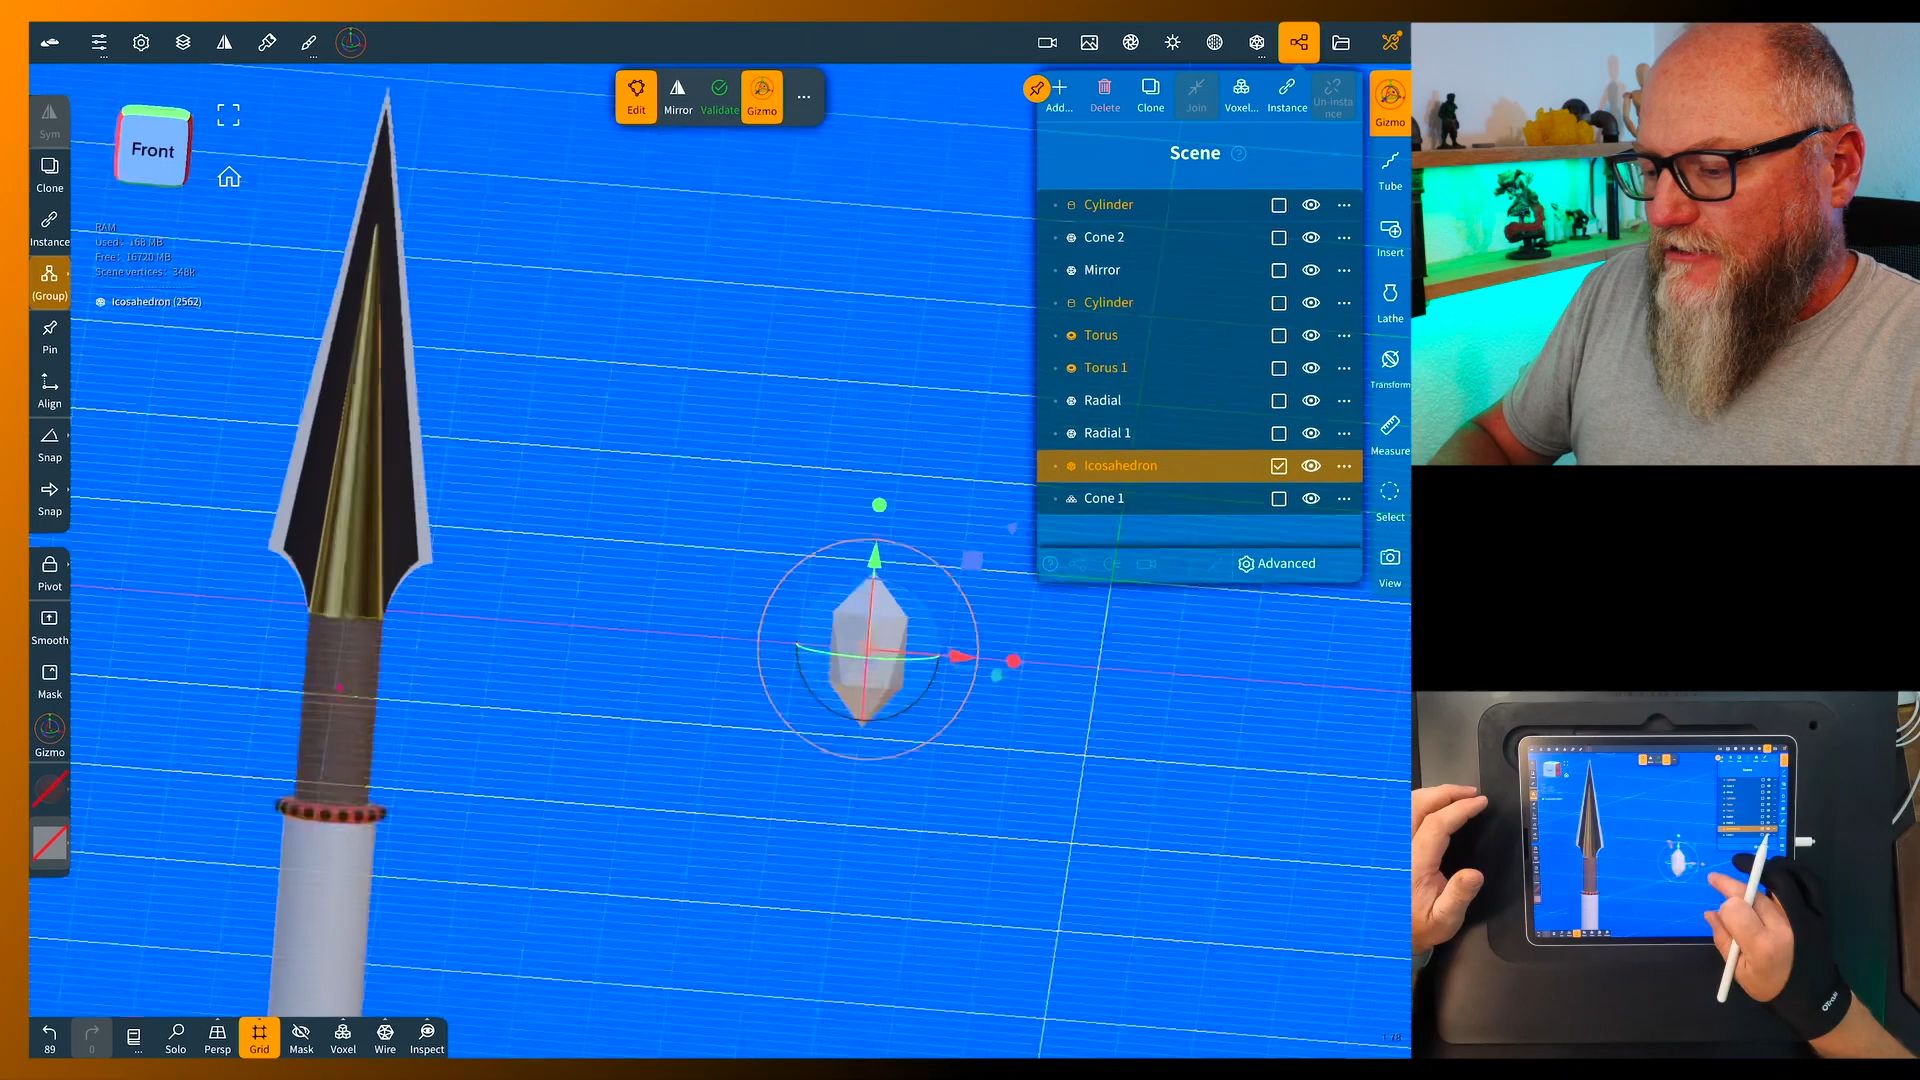 Edit
Mirror
Validate
Gizmo
Add...
Delete
Clone
Join
Voxel...
Instance
Un-insta
nce
Gizmo
Sym
Front
Scene
Clone
Tube
Cylinder
RAM
Used: 168 MB
Free: 16720 MB
Scene vertices: 348k
Instance
Cone 2
Insert
Mirror
(Group)
Icosahedron (2562)
Cylinder
Lathe
Pin
Torus
Torus 1
Transform
Align
Radial
Radial 1
Measure
Snap
Icosahedron
Cone 1
Snap
Select
Advanced
Pivot
View
Smooth
Mask
Gizmo
89
0
Solo
Persp
Grid
Mask
Voxel
Wire
Inspect